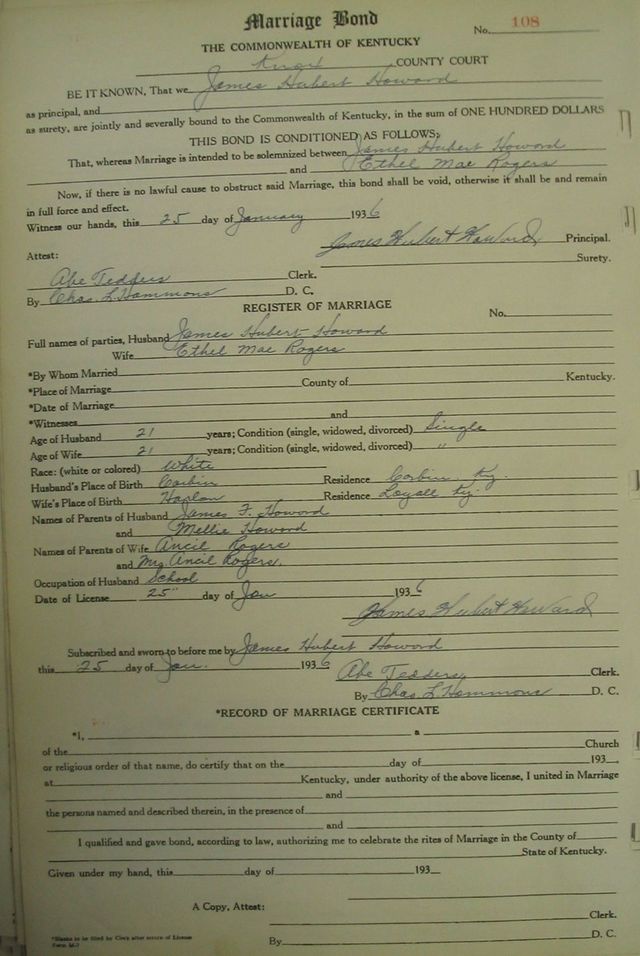 Marriage Bond
No. 108
THE COMMONWEALTH OF KENTUCKY
Knox COUNTY COURT
BE IT KNOWN, That we James Hubert Howard
as principal, and
as surety, are jointly and severally bound to the Commonwealth of Kentucky, in the sum of ONE HUNDRED DOLLARS
THIS BOND IS CONDITIONED AS FOLLOWS:
That, whereas Marriage is intended to be solemnized between James Hubert Howard
and Ethel Mae Rogers
Now, if there is no lawful cause to obstruct said Marriage, this bond shall be void, otherwise it shall be and remain
in full force and effect.
Witness our hands, this 25 day of January 1936
James Hubert Howard Principal.
Surety.
Attest:
Abe Tedders Clerk.
By Chas. L. Hammons D. C.
REGISTER OF MARRIAGE
No.
Full names of parties, Husband James Hubert Howard
Wife Ethel Mae Rogers
*By Whom Married
*Place of Marriage County of Kentucky.
*Date of Marriage
*Witnesses and
Age of Husband 21 years; Condition (single, widowed, divorced) Single
Age of Wife 21 years; Condition (single, widowed, divorced) "
Race: (white or colored) White
Husband's Place of Birth Corbin Residence Corbin, Ky.
Wife's Place of Birth Harlan Residence Loyall Ky.
Names of Parents of Husband James F. Howard
and Mellie Howard
Names of Parents of Wife Ancil Rogers
and Mrs Ancil Rogers.
Occupation of Husband School
Date of License 25" day of Jan 1936
James Hubert Howard
Subscribed and sworn to before me by James Hubert Howard
this 25 day of Jan. 1936
Abe Tedders Clerk.
By Chas L Hammons D. C.
*RECORD OF MARRIAGE CERTIFICATE
*I, a
of the Church
or religious order of that name, do certify that on the day of 193
at Kentucky, under authority of the above license, I united in Marriage
and
the persons named and described therein, in the presence of
and
I qualified and gave bond, according to law, authorizing me to celebrate the rites of Marriage in the County of
State of Kentucky.
Given under my hand, this day of 193
A Copy, Attest:
Clerk.
By D. C.
*Blanks to be filled by Clerk after return of License